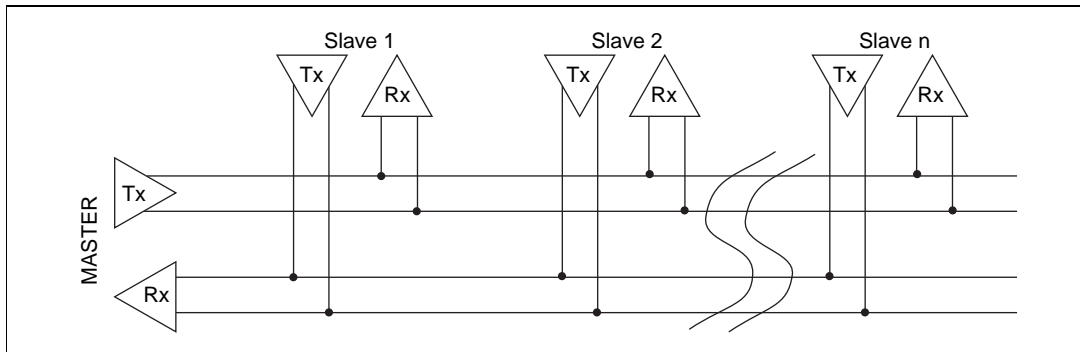 Slave 1
Slave 2
Slave n
Tx
Rx
Tx
Rx
Tx
Rx
MASTER
Tx
Rx